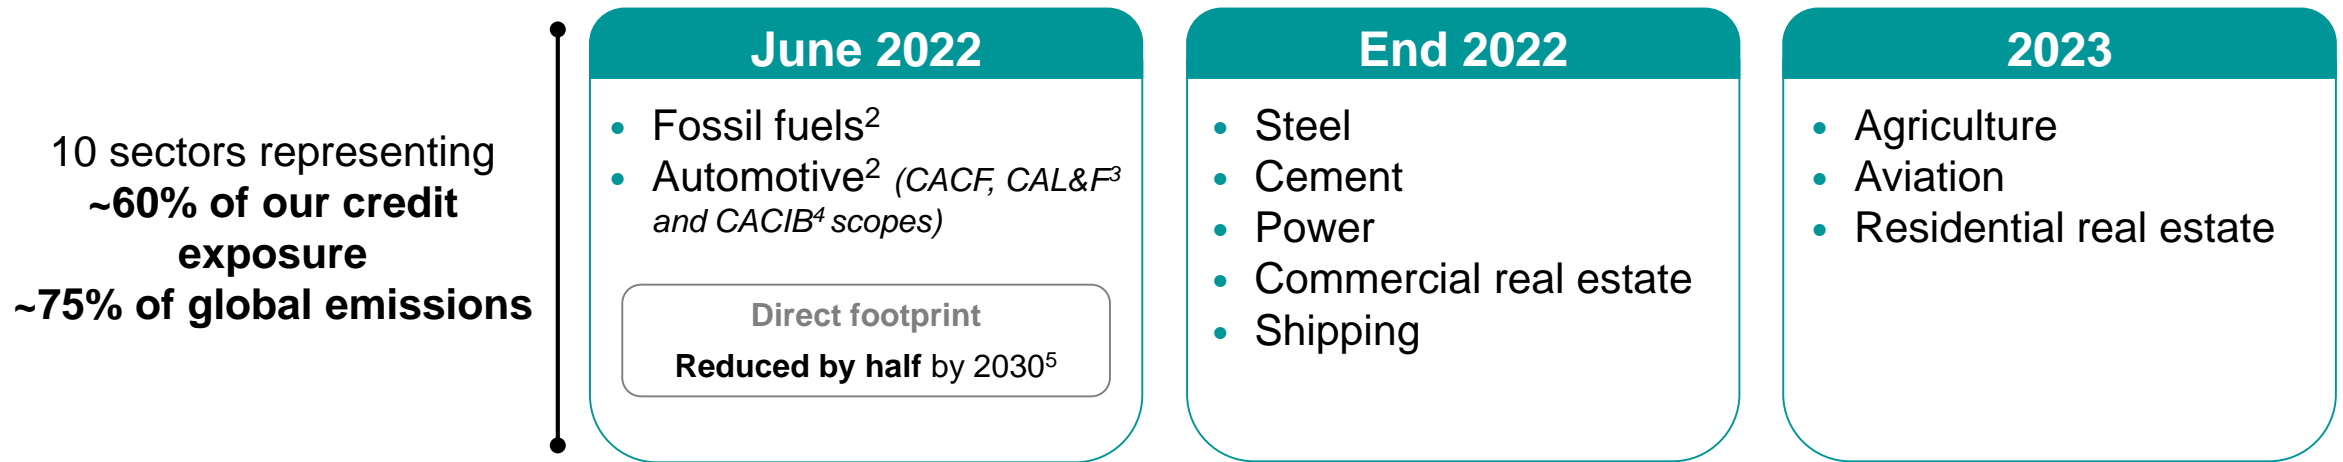 10 sectors representing
~60% of our credit
exposure
~75% of global emissions
June 2022
• Fossil fuels²
• Automotive² (CACF, CAL&F³
and CACIB⁴ scopes)
Direct footprint
Reduced by half by 2030⁵
End 2022
• Steel
• Cement
• Power
• Commercial real estate
• Shipping
2023
• Agriculture
• Aviation
• Residential real estate